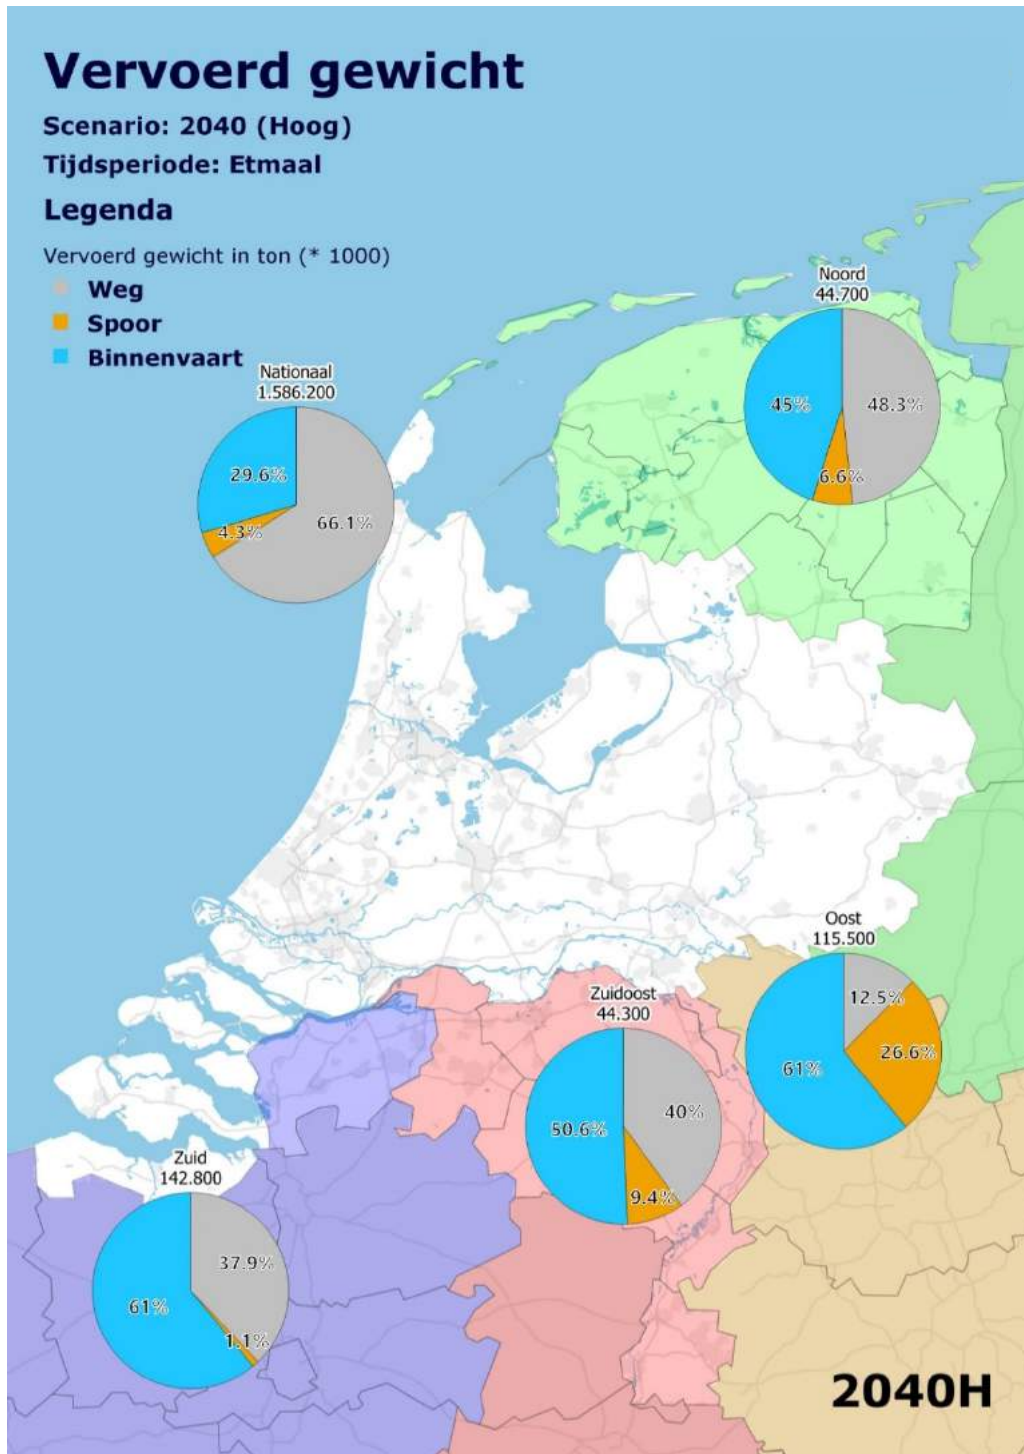 Vervoerd gewicht
Scenario: 2040 (Hoog)
Tijdsperiode: Etmaal
Legenda
Vervoerd gewicht in ton (* 1000)
Weg
Spoor
Binnenvaart
Nationaal
1.586.200
29.6%
4.3%
66.1%
Noord
44.700
45%
48.3%
6.6%
Oost
115.500
12.5%
26.6%
61%
Zuidoost
44.300
40%
50.6%
9.4%
Zuid
142.800
37.9%
61%
1.1%
2040H